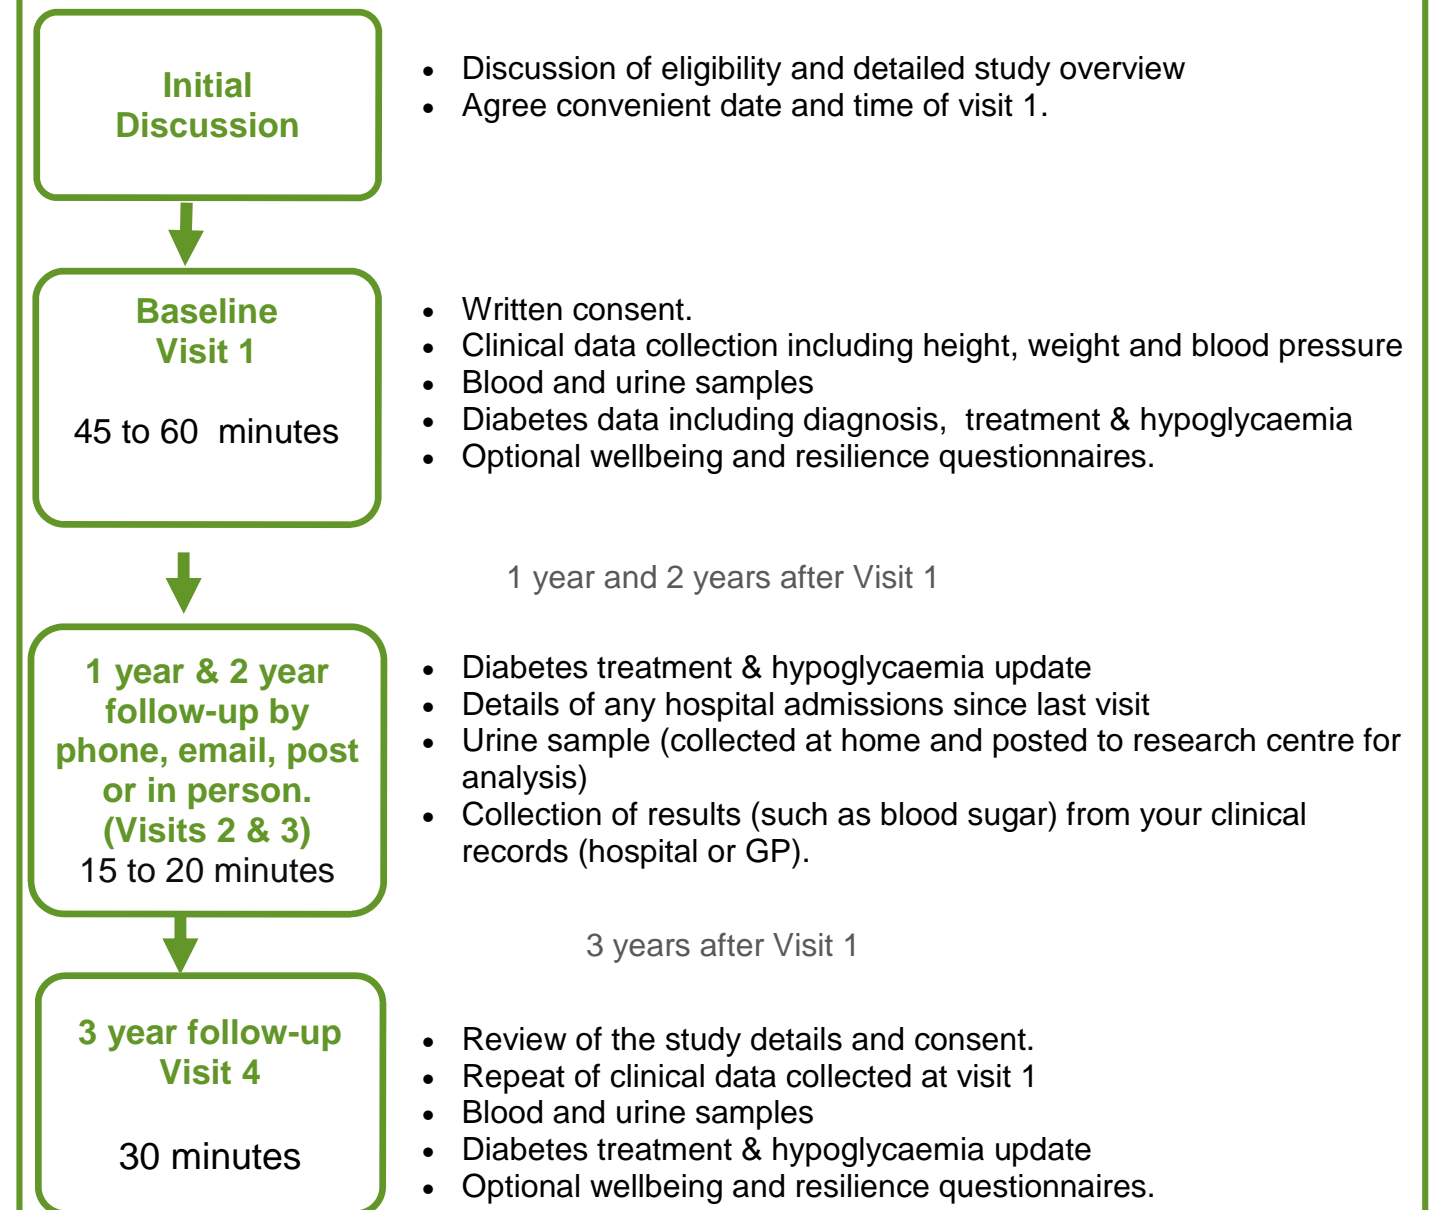 Initial
Discussion
• Discussion of eligibility and detailed study overview
• Agree convenient date and time of visit 1.
Baseline
Visit 1
45 to 60 minutes
• Written consent.
• Clinical data collection including height, weight and blood pressure
• Blood and urine samples
• Diabetes data including diagnosis, treatment & hypoglycaemia
• Optional wellbeing and resilience questionnaires.
1 year and 2 years after Visit 1
1 year & 2 year
follow-up by
phone, email, post
or in person.
(Visits 2 & 3)
15 to 20 minutes
• Diabetes treatment & hypoglycaemia update
• Details of any hospital admissions since last visit
• Urine sample (collected at home and posted to research centre for
analysis)
• Collection of results (such as blood sugar) from your clinical
records (hospital or GP).
3 years after Visit 1
3 year follow-up
Visit 4
30 minutes
• Review of the study details and consent.
• Repeat of clinical data collected at visit 1
• Blood and urine samples
• Diabetes treatment & hypoglycaemia update
• Optional wellbeing and resilience questionnaires.